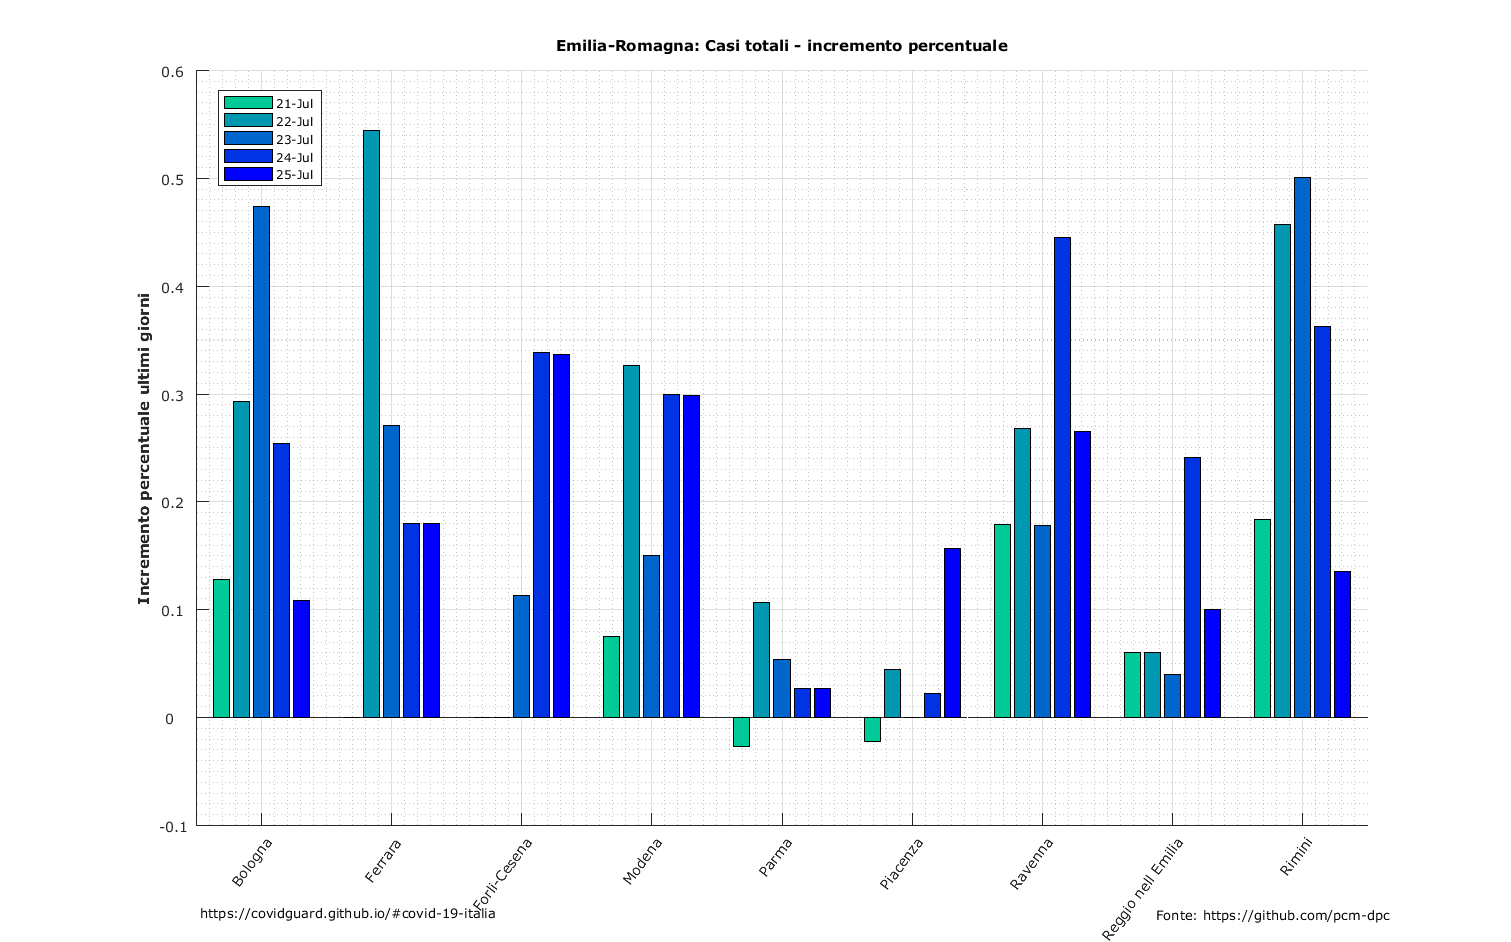 Emilia-Romagna: Casi totali - incremento percentuale
Incremento percentuale ultimi giorni
0.6
0.5
0.4
0.3
0.2
0.1
0
-0.1
21-Jul
22-Jul
23-Jul
24-Jul
25-Jul
Bologna
Ferrara
Forlì-Cesena
Modena
Parma
Piacenza
Ravenna
Reggio nell Emilia
Rimini
https://covidguard.github.io/#covid-19-italia
Fonte: https://github.com/pcm-dpc